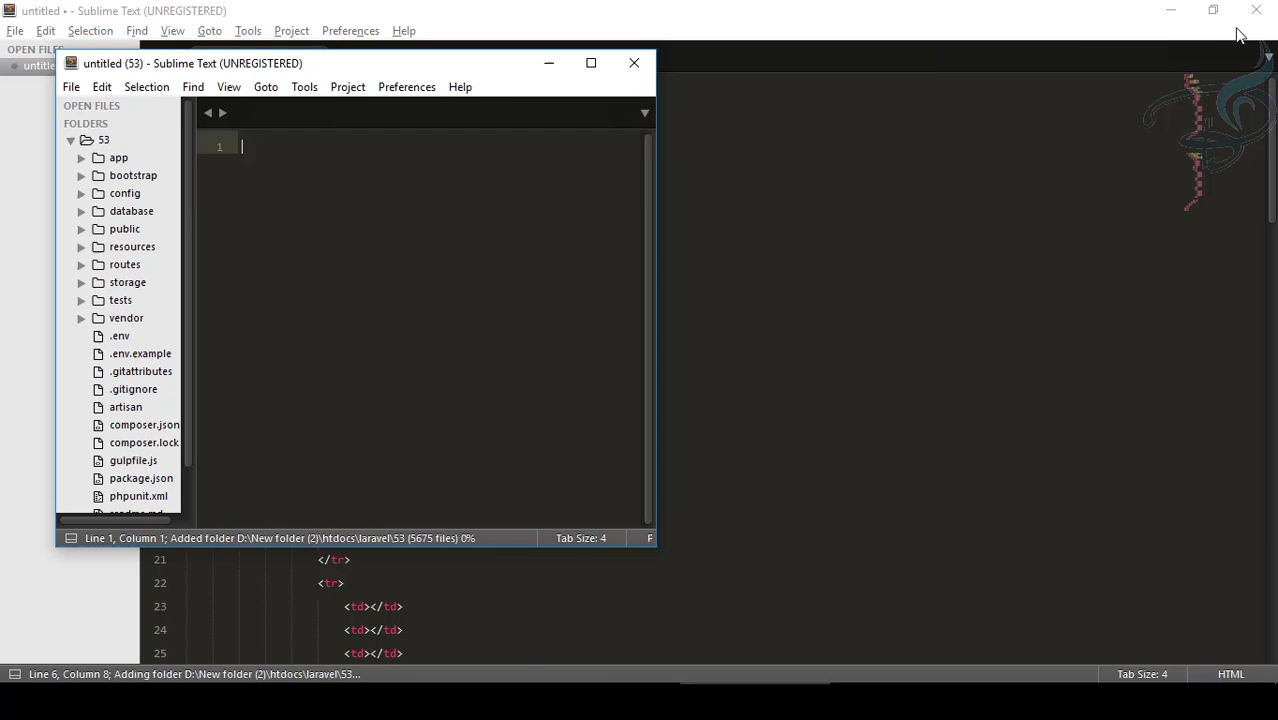 untitled • - Sublime Text (UNREGISTERED)
File Edit Selection Find View Goto Tools Project Preferences Help
OPEN FILES
untitle
untitled (53) - Sublime Text (UNREGISTERED)
File Edit Selection Find View Goto Tools Project Preferences Help
OPEN FILES
FOLDERS
53
1
app
bootstrap
config
database
public
resources
routes
storage
tests
vendor
.env
.env.example
.gitattributes
.gitignore
artisan
composer.json
composer.lock
gulpfile.js
package.json
phpunit.xml
readme.md
Line 1, Column 1; Added folder D:\New folder (2)\htdocs\laravel\53 (5675 files) 0% Tab Size: 4 F
21 </tr>
22 <tr>
23 <td></td>
24 <td></td>
25 <td></td>
Line 6, Column 8; Adding folder D:\New folder (2)\htdocs\laravel\53... Tab Size: 4 HTML